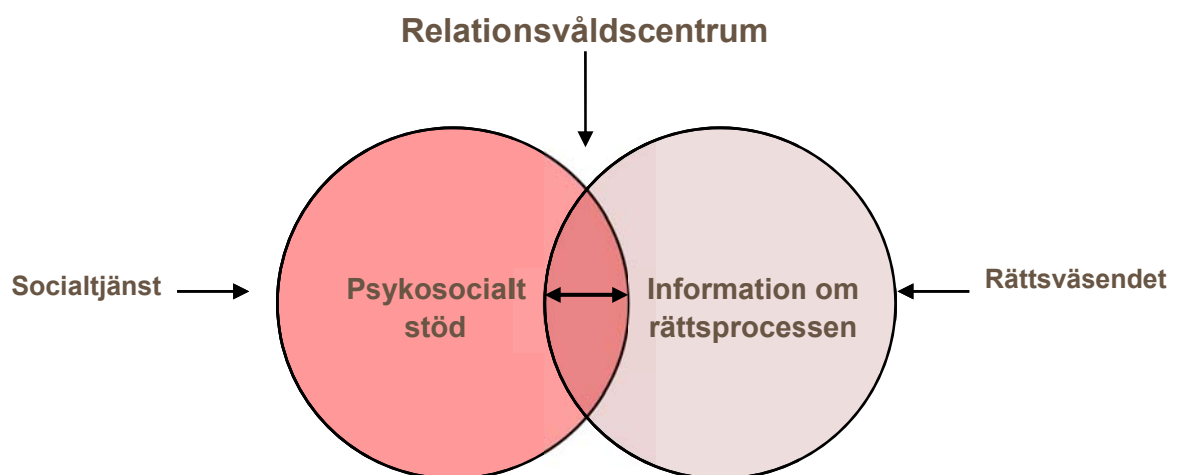 Relationsvåldscentrum
Socialtjänst
Psykosocialt
stöd
Information om
rättsprocessen
Rättsväsendet